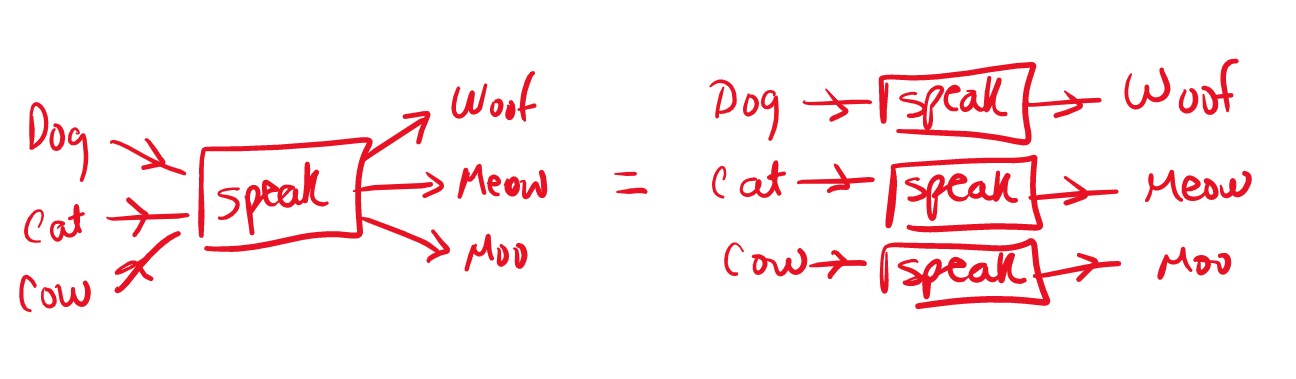 Dog
Cat
Cow
speak
Woof
Meow
Moo
=
Dog speak Woof
Cat speak Meow
Cow speak Moo